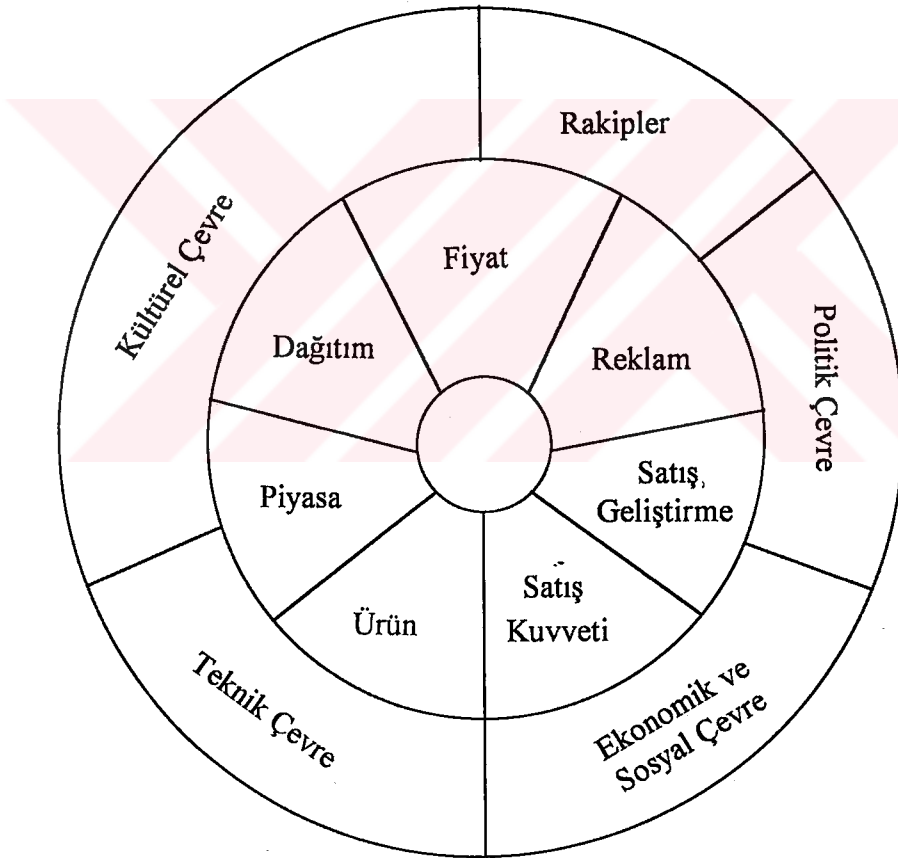 Rakipler
Kültürel Çevre
Fiyat
Politik Çevre
Dağıtım
Reklam
Piyasa
Satış
Geliştirme
Satış
Kuvveti
Ürün
Teknik Çevre
Ekonomik ve
Sosyal Çevre